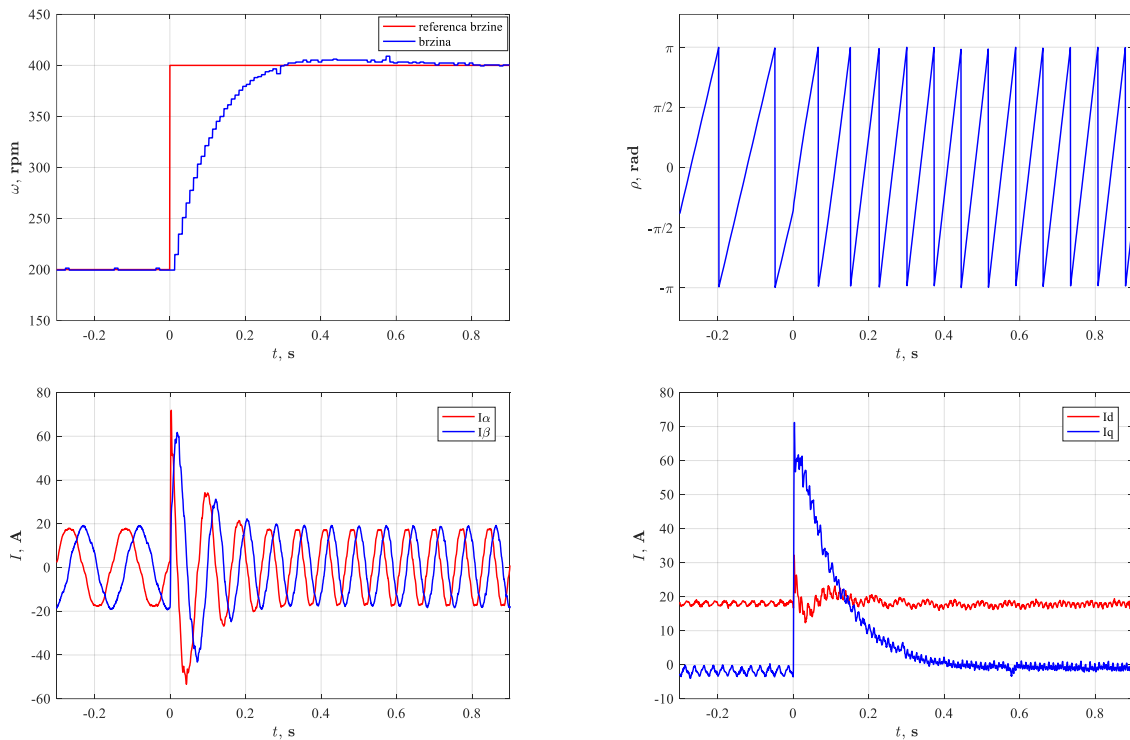 450
400
350
300
250
200
150
ω, rpm
referenca brzine
brzina
-0.2
0
0.2
0.4
0.6
0.8
t, s
π
π/2
0
-π/2
-π
ρ, rad
-0.2
0
0.2
0.4
0.6
0.8
t, s
80
60
40
20
0
-20
-40
-60
I, A
Iα
Iβ
-0.2
0
0.2
0.4
0.6
0.8
t, s
80
70
60
50
40
30
20
10
0
-10
I, A
Id
Iq
-0.2
0
0.2
0.4
0.6
0.8
t, s